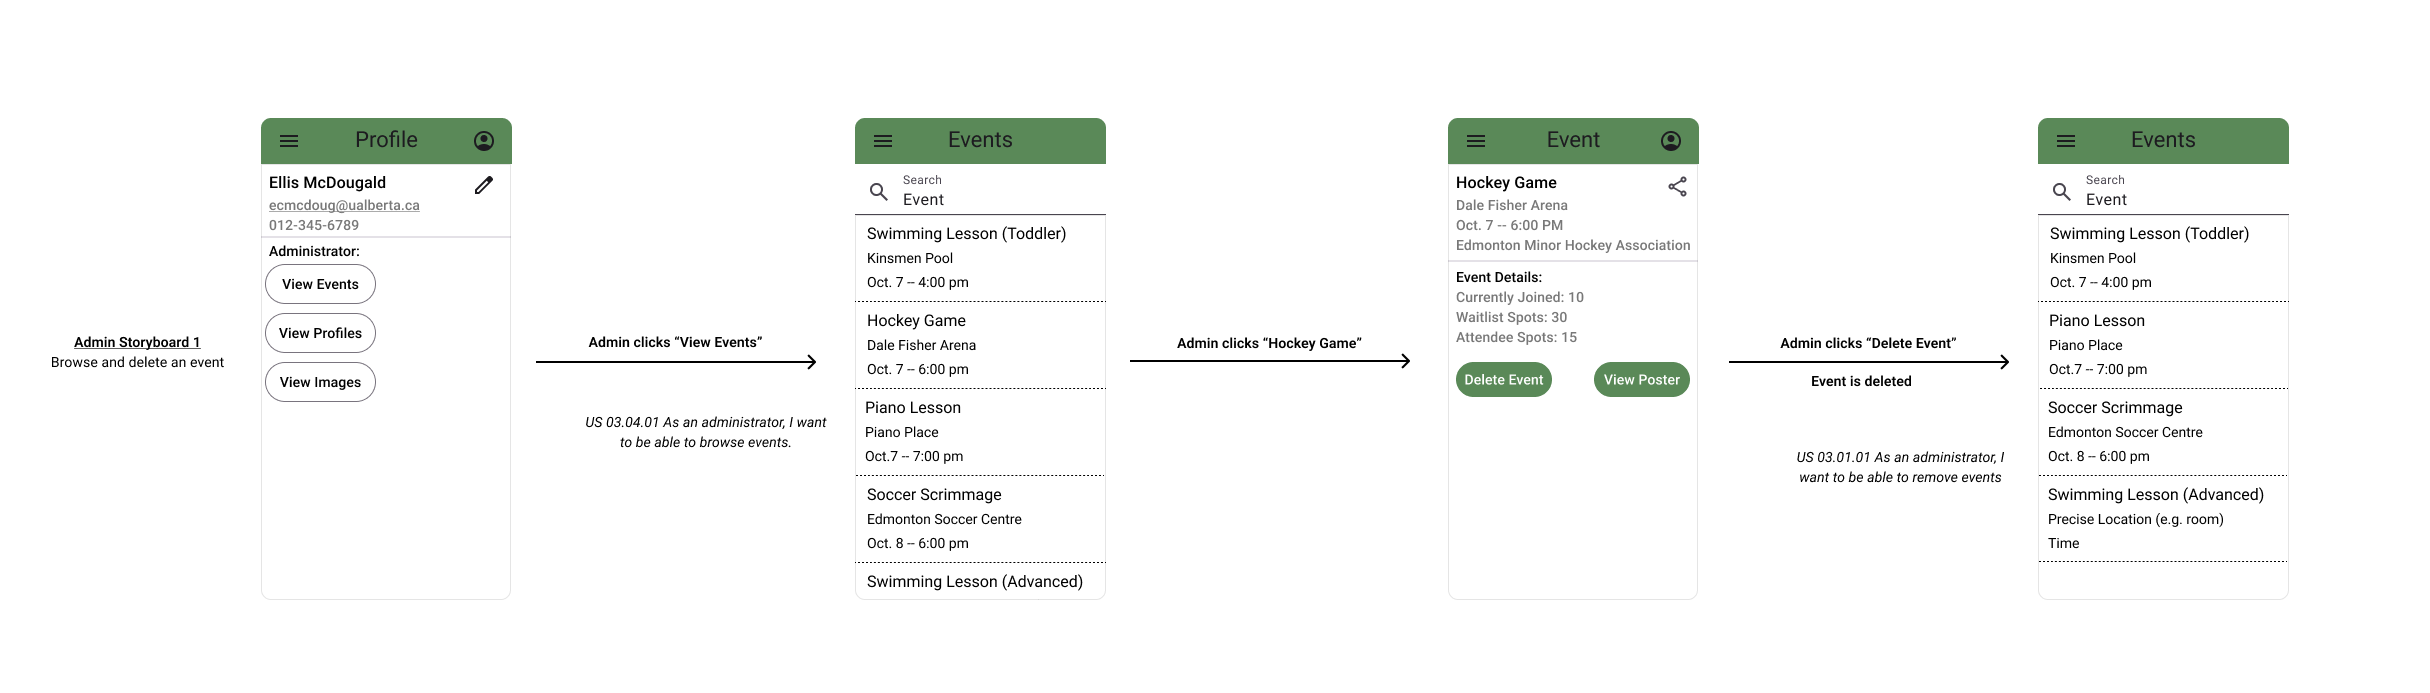 Admin Storyboard 1
Browse and delete an event
Profile
Ellis McDougald
ecmcdoug@ualberta.ca
012-345-6789
Administrator:
View Events
View Profiles
View Images
Admin clicks “View Events”
US 03.04.01 As an administrator, I want
to be able to browse events.
Events
Search
Event
Swimming Lesson (Toddler)
Kinsmen Pool
Oct. 7 -- 4:00 pm
Hockey Game
Dale Fisher Arena
Oct. 7 -- 6:00 pm
Piano Lesson
Piano Place
Oct.7 -- 7:00 pm
Soccer Scrimmage
Edmonton Soccer Centre
Oct. 8 -- 6:00 pm
Swimming Lesson (Advanced)
Admin clicks “Hockey Game”
Event
Hockey Game
Dale Fisher Arena
Oct. 7 -- 6:00 PM
Edmonton Minor Hockey Association
Event Details:
Currently Joined: 10
Waitlist Spots: 30
Attendee Spots: 15
Delete Event
View Poster
Admin clicks “Delete Event”
Event is deleted
US 03.01.01 As an administrator, I
want to be able to remove events
Events
Search
Event
Swimming Lesson (Toddler)
Kinsmen Pool
Oct. 7 -- 4:00 pm
Piano Lesson
Piano Place
Oct.7 -- 7:00 pm
Soccer Scrimmage
Edmonton Soccer Centre
Oct. 8 -- 6:00 pm
Swimming Lesson (Advanced)
Precise Location (e.g. room)
Time